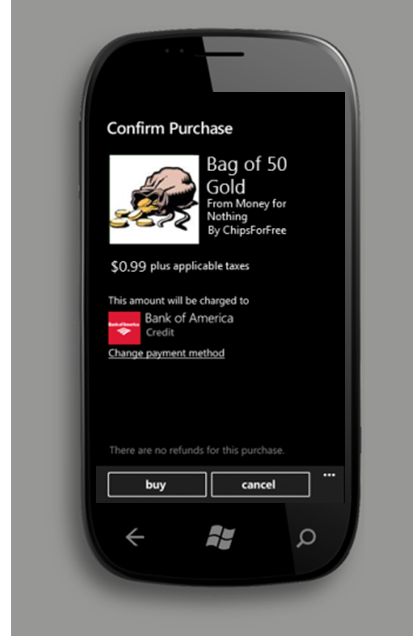 Confirm Purchase
Bag of 50
Gold
From Money for
Nothing
By ChipsForFree
$0.99 plus applicable taxes
This amount will be charged to
Bank of America
Bank of America
Credit
Change payment method
There are no refunds for this purchase.
buy
cancel
...